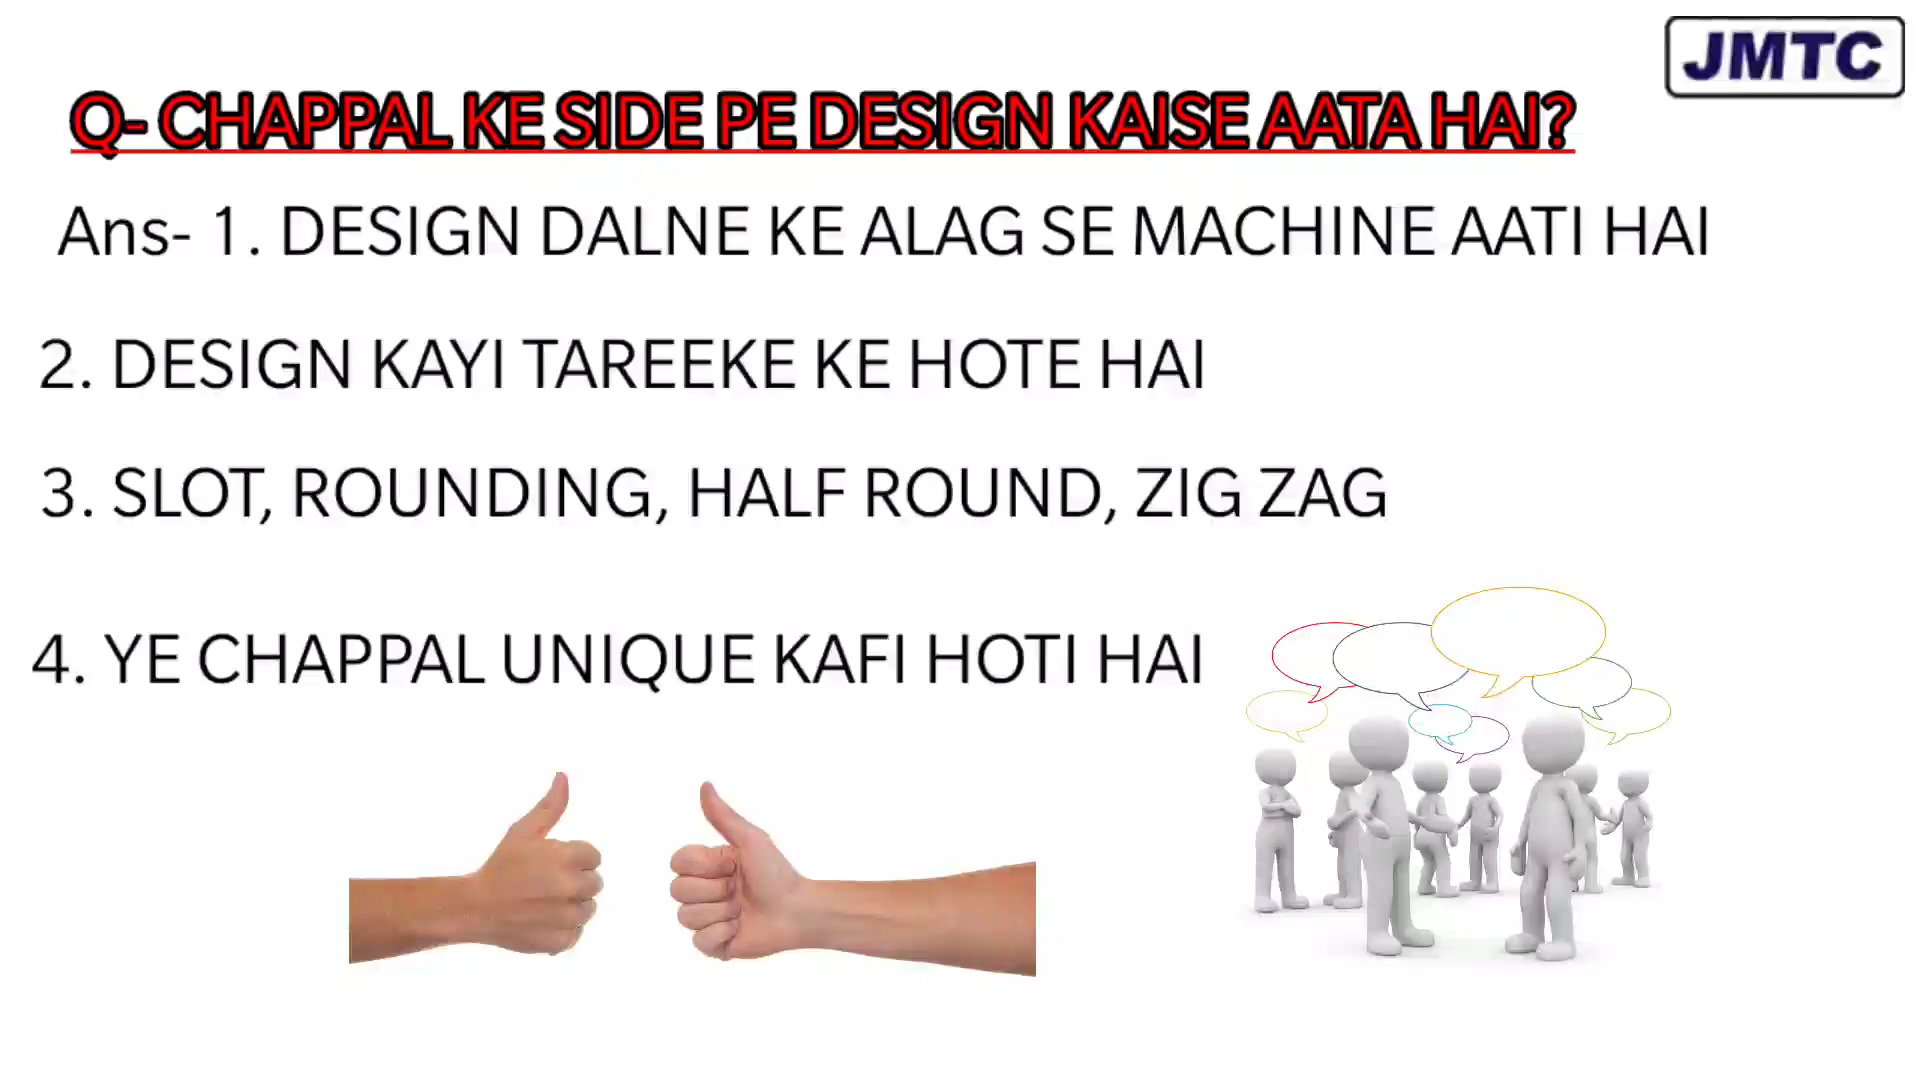 JMTC
Q- CHAPPAL KE SIDE PE DESIGN KAISE AATA HAI?
Ans- 1. DESIGN DALNE KE ALAG SE MACHINE AATI HAI
2. DESIGN KAYI TAREEKE KE HOTE HAI
3. SLOT, ROUNDING, HALF ROUND, ZIG ZAG
4. YE CHAPPAL UNIQUE KAFI HOTI HAI